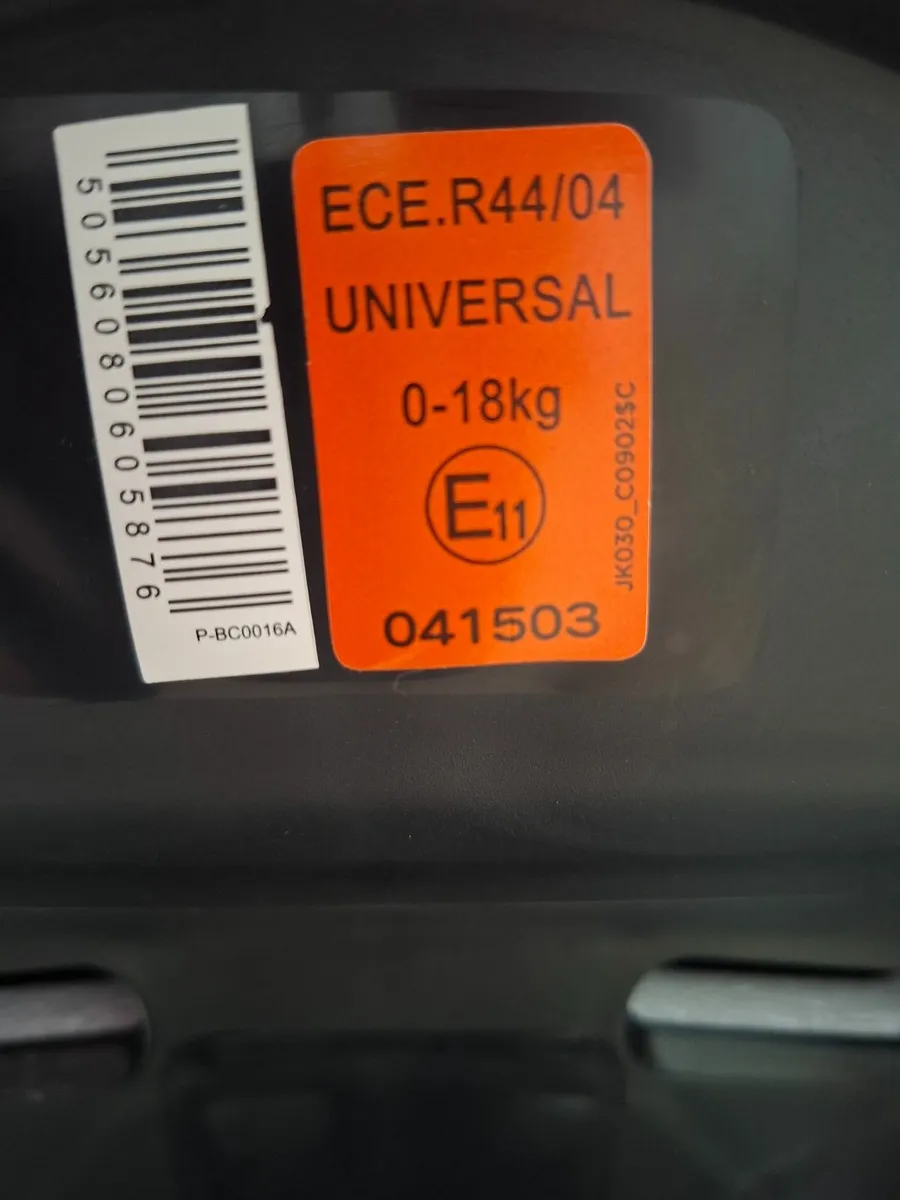 5056080605876
P-BC0016A
ECE.R44/04
UNIVERSAL
0-18kg
E11
041503
JK030_C0902$C